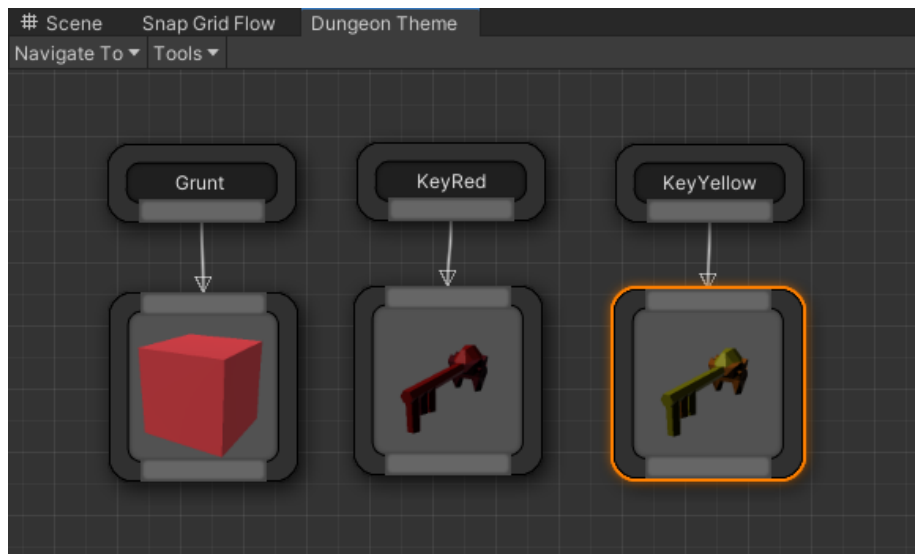 Scene Snap Grid Flow Dungeon Theme
Navigate To Tools
Grunt KeyRed KeyYellow